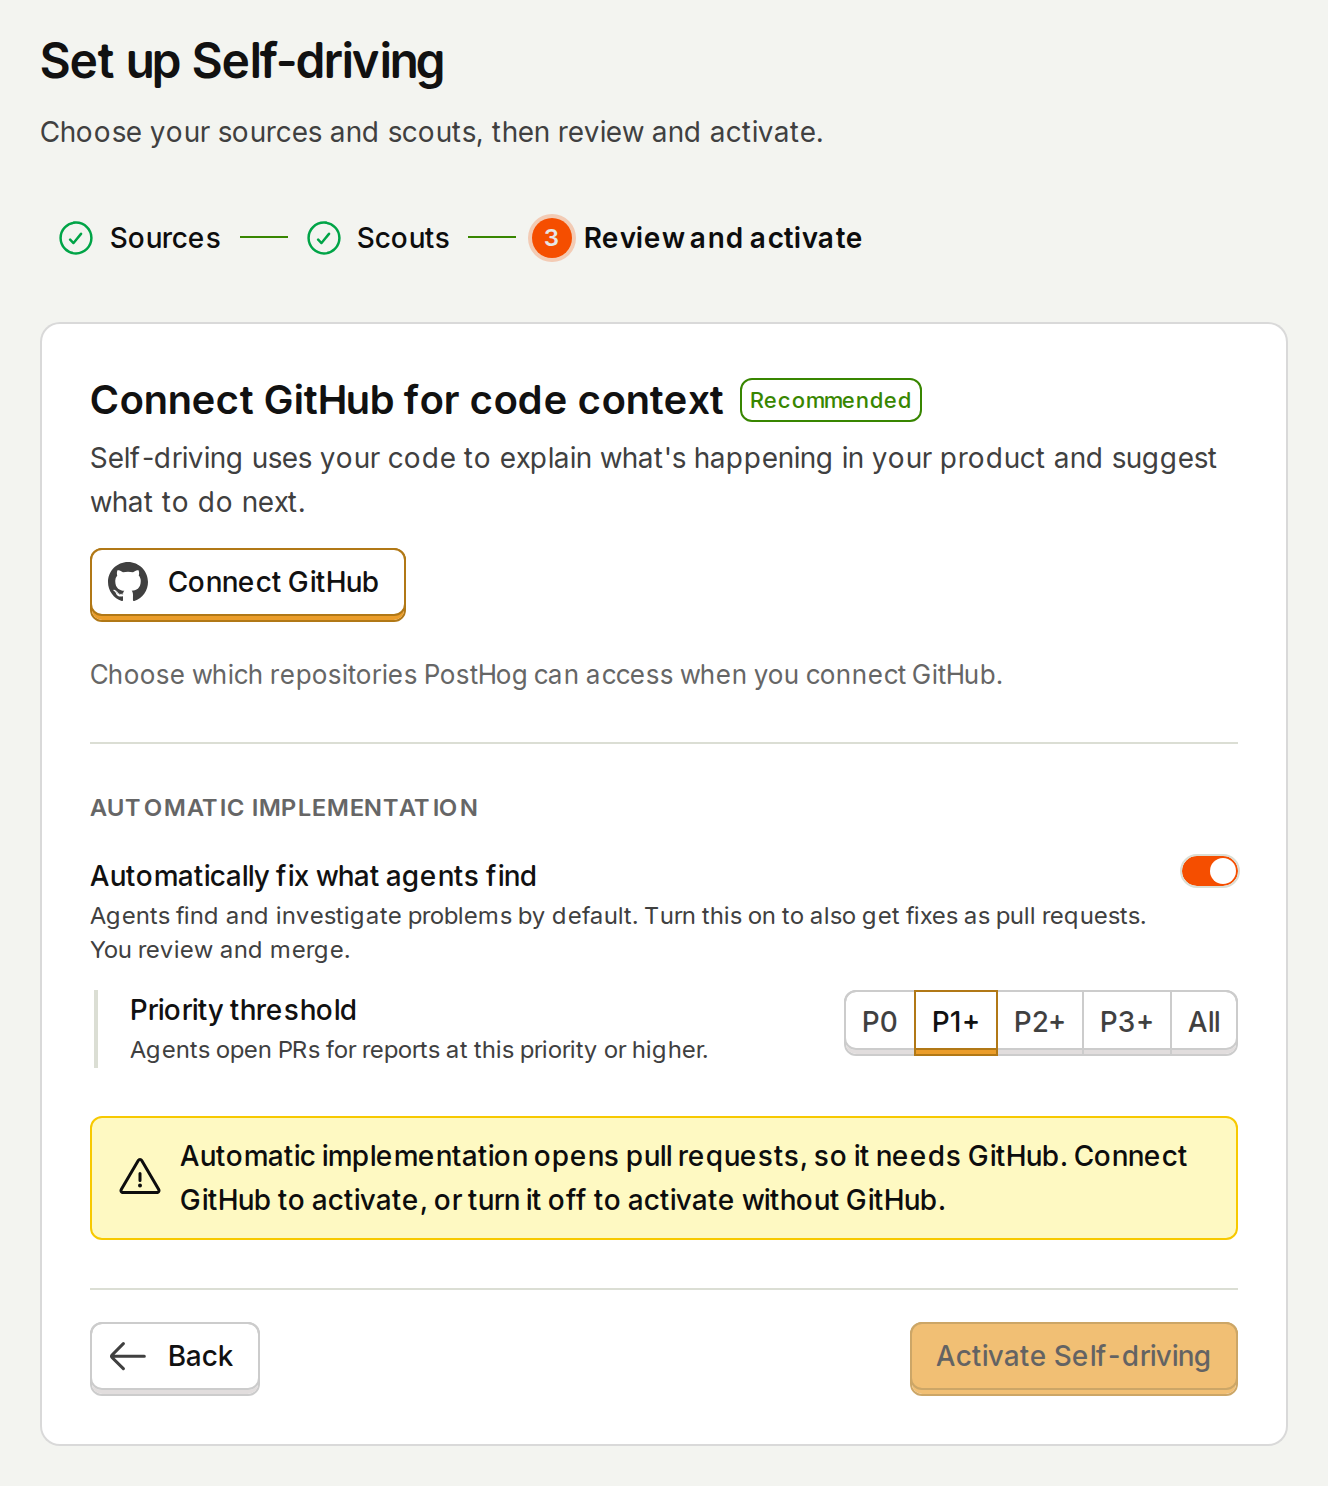 Set up Self-driving
Choose your sources and scouts, then review and activate.
Sources
Scouts
3
Review and activate
Connect GitHub for code context
Recommended
Self-driving uses your code to explain what's happening in your product and suggest
what to do next.
Connect GitHub
Choose which repositories PostHog can access when you connect GitHub.
AUTOMATIC IMPLEMENTATION
Automatically fix what agents find
Agents find and investigate problems by default. Turn this on to also get fixes as pull requests.
You review and merge.
Priority threshold
Agents open PRs for reports at this priority or higher.
P0
P1+
P2+
P3+
All
Automatic implementation opens pull requests, so it needs GitHub. Connect
GitHub to activate, or turn it off to activate without GitHub.
Back
Activate Self-driving